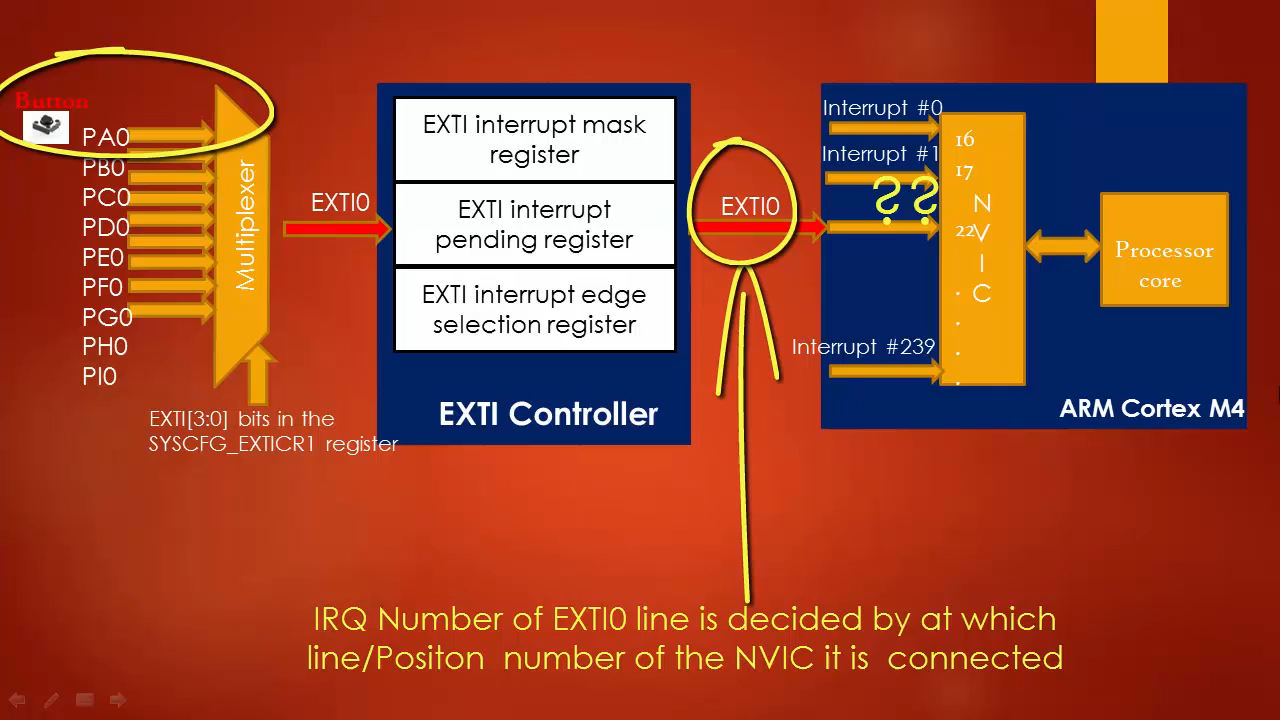 Button
PA0
PB0
PC0
PD0
PE0
PF0
PG0
PH0
PI0
Multiplexer
EXTI[3:0] bits in the
SYSCFG_EXTICR1 register
EXTI0
EXTI interrupt mask
register
EXTI interrupt
pending register
EXTI interrupt edge
selection register
EXTI Controller
EXTI0
Interrupt #0
Interrupt #1
??
Interrupt #239
16
17
22
.
.
.
.
N
V
I
C
Processor
core
ARM Cortex M4
IRQ Number of EXTI0 line is decided by at which
line/Positon number of the NVIC it is connected